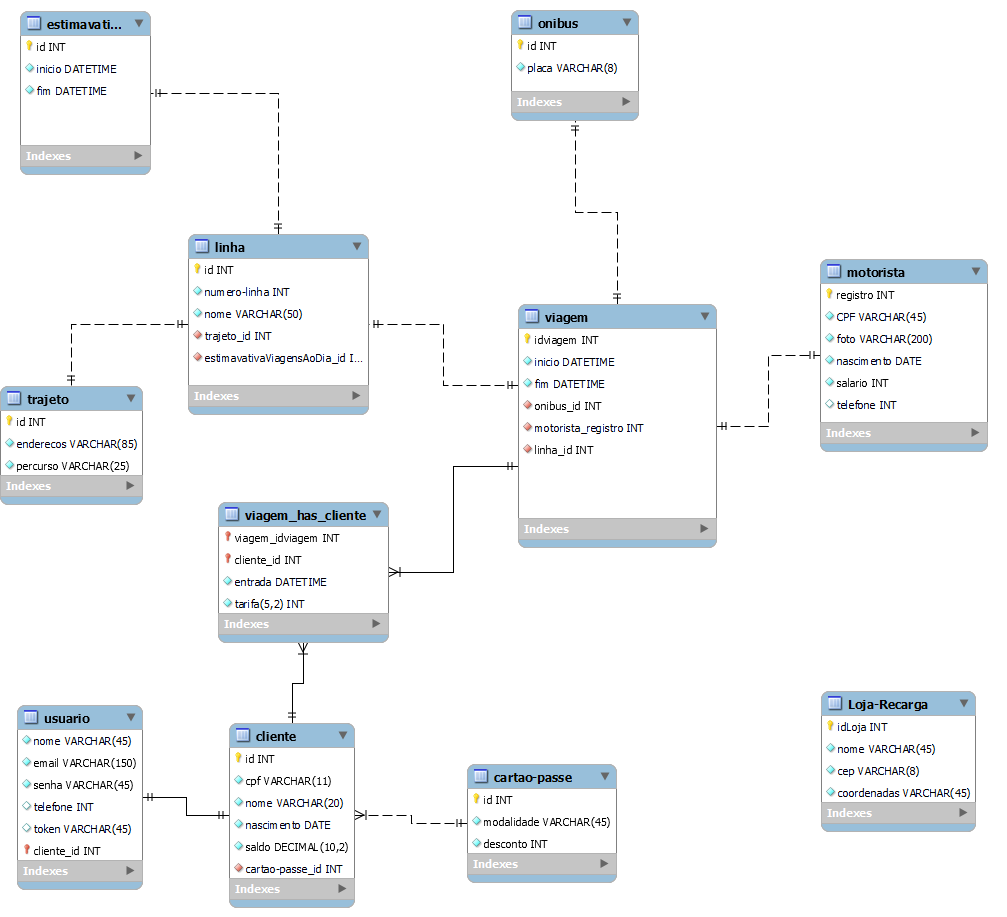 estimavati...
id INT
inicio DATETIME
fim DATETIME
Indexes
onibus
id INT
placa VARCHAR(8)
Indexes
linha
id INT
numero-linha INT
nome VARCHAR(50)
trajeto_id INT
estimavativaViagensAoDia_id I...
Indexes
viagem
idviagem INT
inicio DATETIME
fim DATETIME
onibus_id INT
motorista_registro INT
linha_id INT
Indexes
motorista
registro INT
CPF VARCHAR(45)
foto VARCHAR(200)
nascimento DATE
salario INT
telefone INT
Indexes
trajeto
id INT
enderecos VARCHAR(85)
percurso VARCHAR(25)
Indexes
viagem_has_cliente
viagem_idviagem INT
cliente_id INT
entrada DATETIME
tarifa(5,2) INT
Indexes
usuario
nome VARCHAR(45)
email VARCHAR(150)
senha VARCHAR(45)
telefone INT
token VARCHAR(45)
cliente_id INT
Indexes
cliente
id INT
cpf VARCHAR(11)
nome VARCHAR(20)
nascimento DATE
saldo DECIMAL(10,2)
cartao-passe_id INT
Indexes
cartao-passe
id INT
modalidade VARCHAR(45)
desconto INT
Indexes
Loja-Recarga
idLoja INT
nome VARCHAR(45)
cep VARCHAR(8)
coordenadas VARCHAR(45)
Indexes